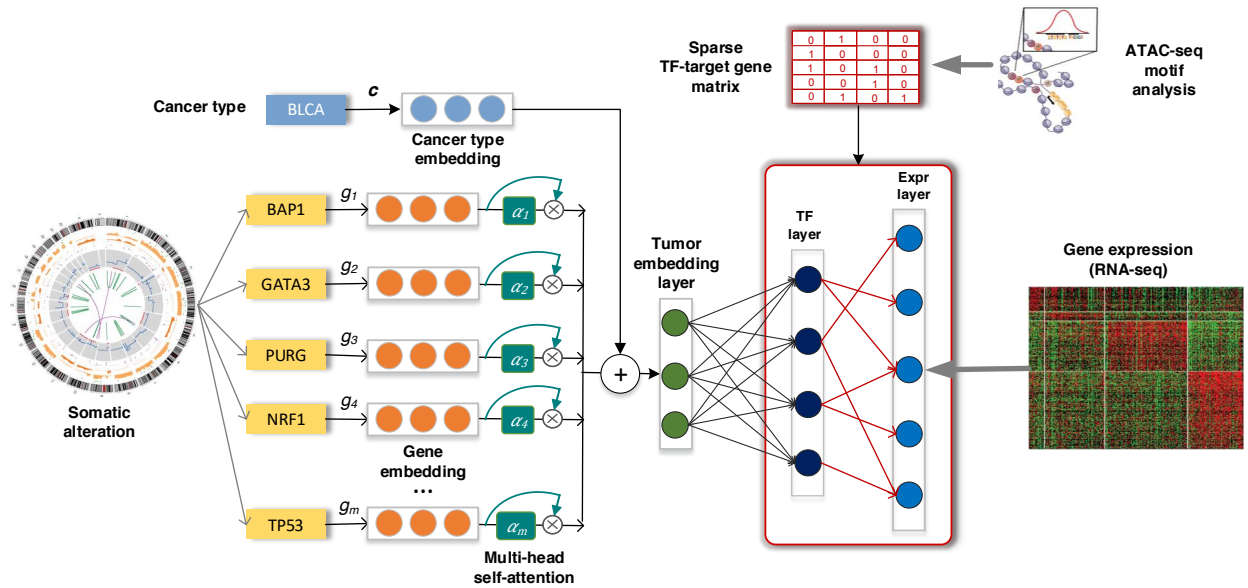 Sparse
TF-target gene
matrix
0 1 0 0
1 0 0 0
1 0 1 0
0 0 1 0
0 1 0 1
ATAC-seq
motif
analysis
Cancer type
BLCA
c
Cancer type
embedding
BAP1
g1
α1
GATA3
g2
α2
PURG
g3
α3
NRF1
g4
α4
Gene
embedding
...
TP53
gm
αm
Multi-head
self-attention
Somatic
alteration
+
Tumor
embedding
layer
TF
layer
Expr
layer
Gene expression
(RNA-seq)